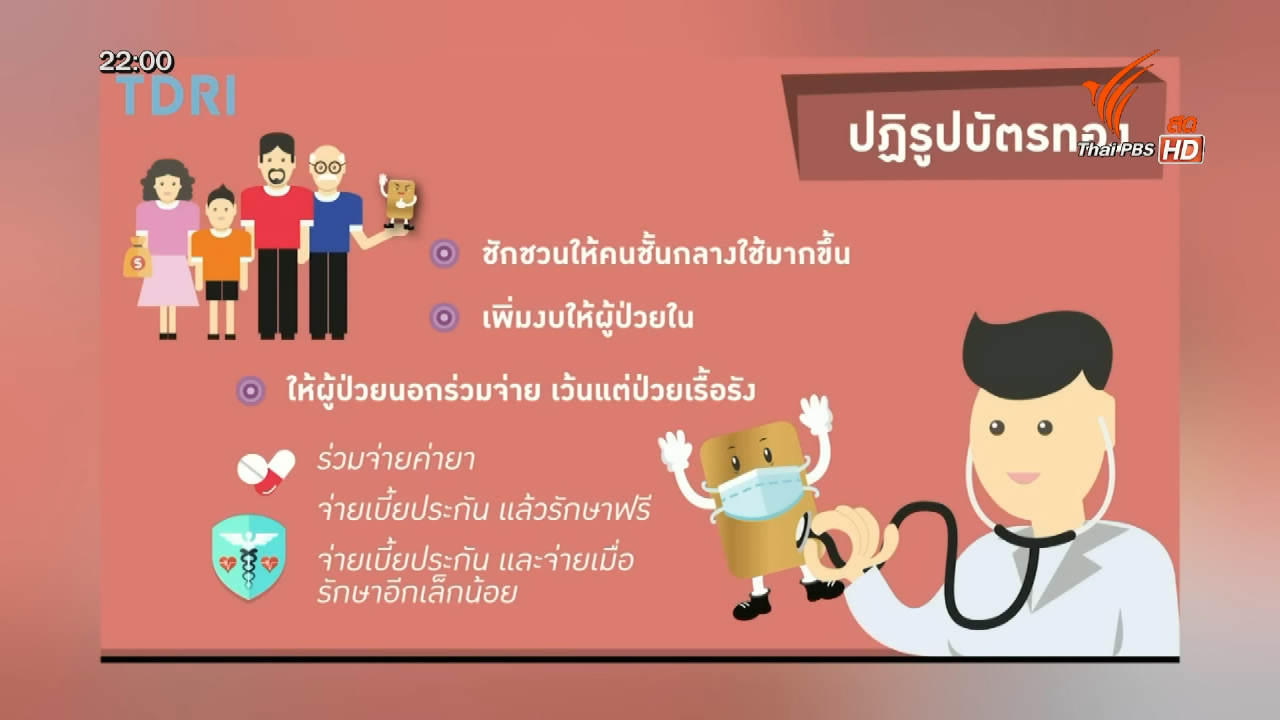 22:00
TDRI
ปฏิรูปบัตรทอง
สด
Thai PBS HD
ชักชวนให้คนชั้นกลางใช้มากขึ้น
เพิ่มงบให้ผู้ป่วยใน
ให้ผู้ป่วยนอกร่วมจ่าย เว้นแต่ป่วยเรื้อรัง
ร่วมจ่ายค่ายา
จ่ายเบี้ยประกัน แล้วรักษาฟรี
จ่ายเบี้ยประกัน และจ่ายเมื่อ
รักษาอีกเล็กน้อย
$